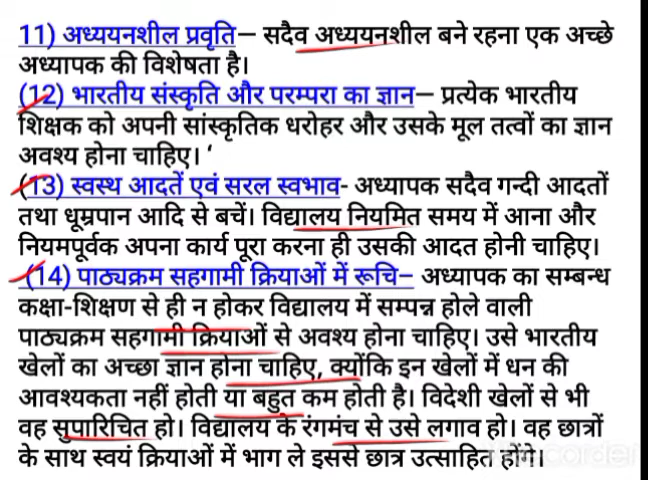 11) अध्ययनशील प्रवृति– सदैव अध्ययनशील बने रहना एक अच्छे
अध्यापक की विशेषता है।
(12) भारतीय संस्कृति और परम्परा का ज्ञान– प्रत्येक भारतीय
शिक्षक को अपनी सांस्कृतिक धरोहर और उसके मूल तत्वों का ज्ञान
अवश्य होना चाहिए। ‘
(13) स्वस्थ आदतें एवं सरल स्वभाव- अध्यापक सदैव गन्दी आदतों
तथा धूम्रपान आदि से बचें। विद्यालय नियमित समय में आना और
नियमपूर्वक अपना कार्य पूरा करना ही उसकी आदत होनी चाहिए।
(14) पाठ्यक्रम सहगामी क्रियाओं में रूचि– अध्यापक का सम्बन्ध
कक्षा-शिक्षण से ही न होकर विद्यालय में सम्पन्न होले वाली
पाठ्यक्रम सहगामी क्रियाओं से अवश्य होना चाहिए। उसे भारतीय
खेलों का अच्छा ज्ञान होना चाहिए, क्योंकि इन खेलों में धन की
आवश्यकता नहीं होती या बहुत कम होती है। विदेशी खेलों से भी
वह सुपारिचित हो। विद्यालय के रंगमंच से उसे लगाव हो। वह छात्रों
के साथ स्वयं क्रियाओं में भाग ले इससे छात्र उत्साहित होंगे।